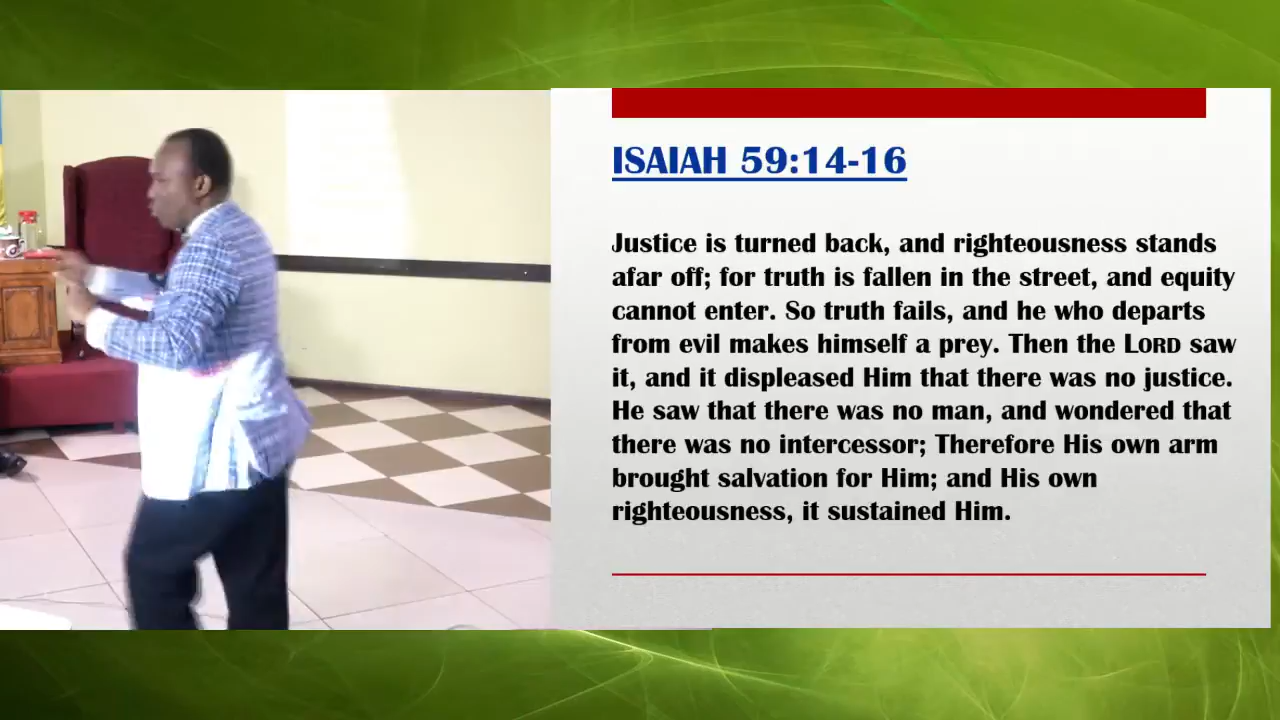 ISAIAH 59:14-16
Justice is turned back, and righteousness stands
afar off; for truth is fallen in the street, and equity
cannot enter. So truth fails, and he who departs
from evil makes himself a prey. Then the LORD saw
it, and it displeased Him that there was no justice.
He saw that there was no man, and wondered that
there was no intercessor; Therefore His own arm
brought salvation for Him; and His own
righteousness, it sustained Him.